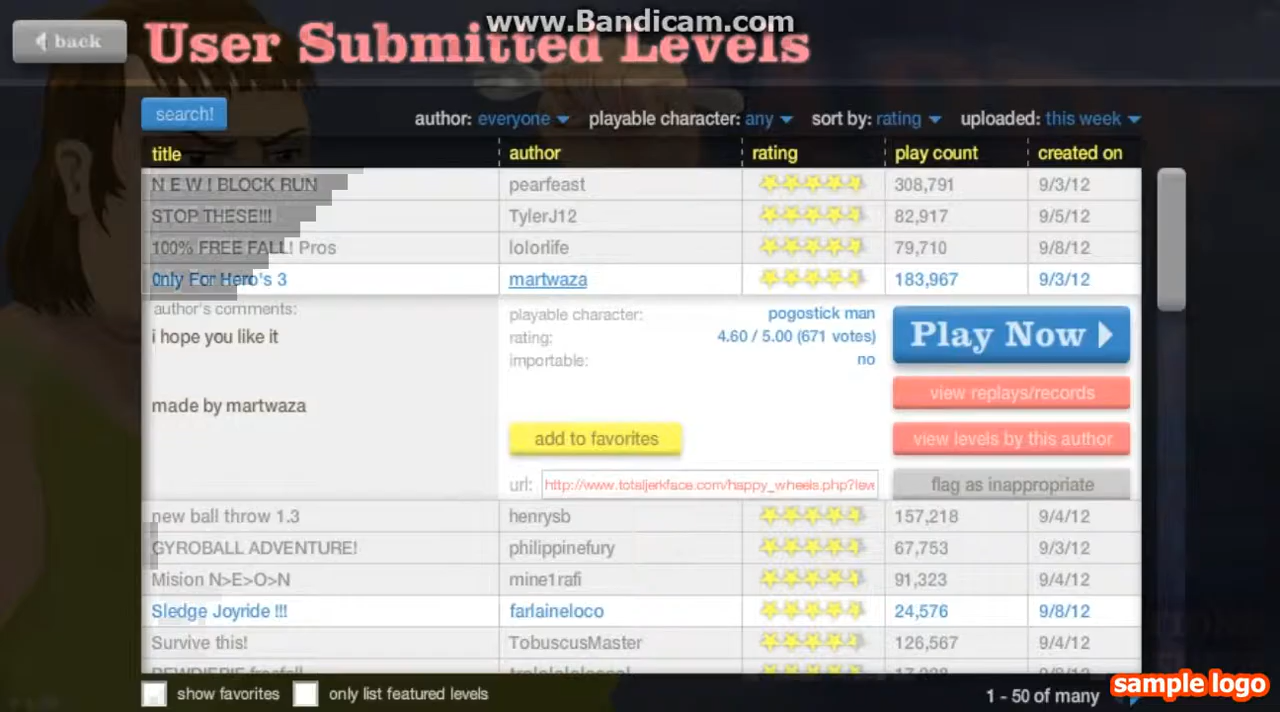 www.Bandicam.com
back
User Submitted Levels
search!
author: everyone playable character: any sort by: rating uploaded: this week
title author rating play count created on
N E W ! BLOCK RUN pearfeast 308,791 9/3/12
STOP THESE!!! TylerJ12 82,917 9/5/12
100% FREE FALL! Pros lolorlife 79,710 9/8/12
0nly For Hero's 3 martwaza 183,967 9/3/12
author's comments:
i hope you like it
made by martwaza
playable character: pogostick man
rating: 4.60 / 5.00 (671 votes)
importable: no
add to favorites
url: http://www.totaljerkface.com/happy_wheels.php?leve
Play Now
view replays/records
view levels by this author
flag as inappropriate
new ball throw 1.3 henrysb 157,218 9/4/12
GYROBALL ADVENTURE! philippinefury 67,753 9/3/12
Mision N>E>O>N mine1rafi 91,323 9/4/12
Sledge Joyride !!! farlaineloco 24,576 9/8/12
Survive this! TobuscusMaster 126,567 9/4/12
show favorites only list featured levels 1 - 50 of many
sample logo